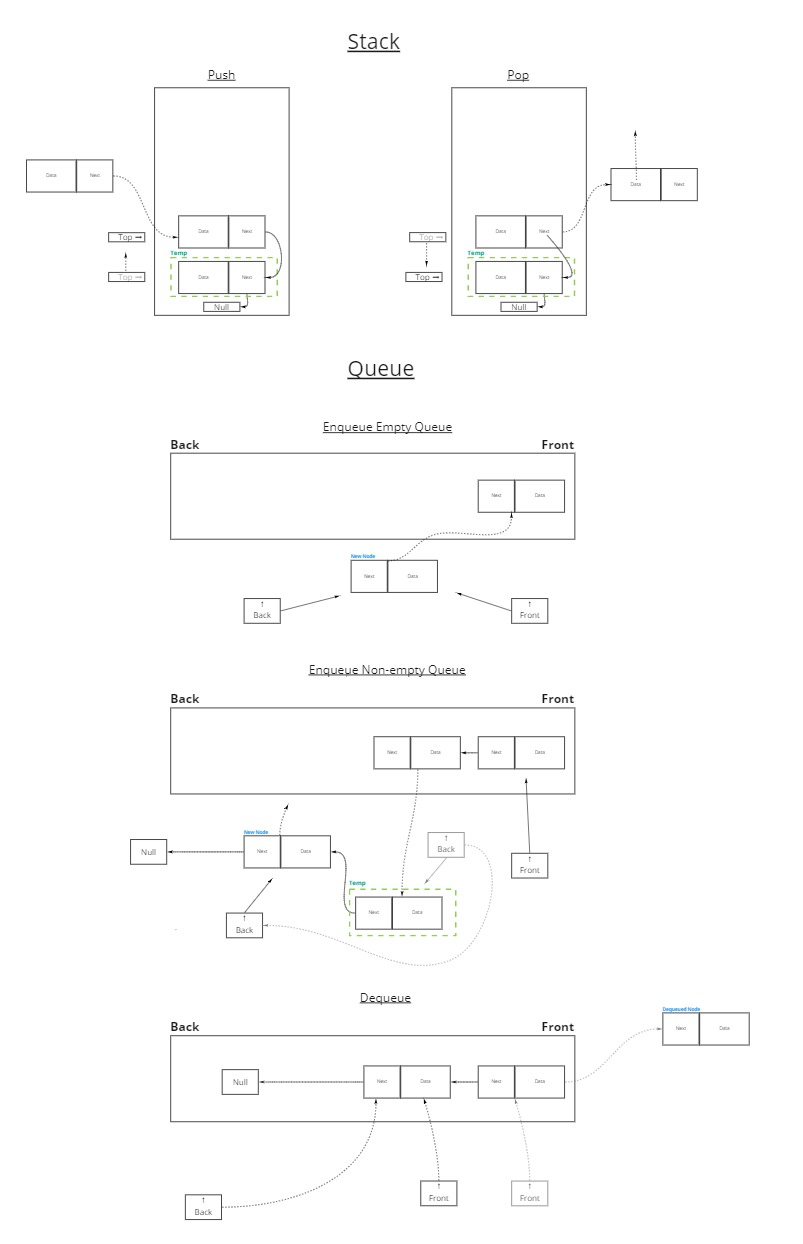 Stack
Push
Pop
Data Next
Data Next
Top →
Top →
Data Next
Temp
Data Next
Null
Top →
Top →
Data Next
Temp
Data Next
Null
Queue
Enqueue Empty Queue
Back Front
Next Data
New Node
Next Data
↑
Back
↑
Front
Enqueue Non-empty Queue
Back Front
Next Data
Next Data
New Node
Null
Next Data
↑
Back
↑
Front
Temp
Next Data
↑
Back
Dequeue
Dequeued Node
Next Data
Back Front
Null
Next Data
Next Data
↑
Back
↑
Front
↑
Front